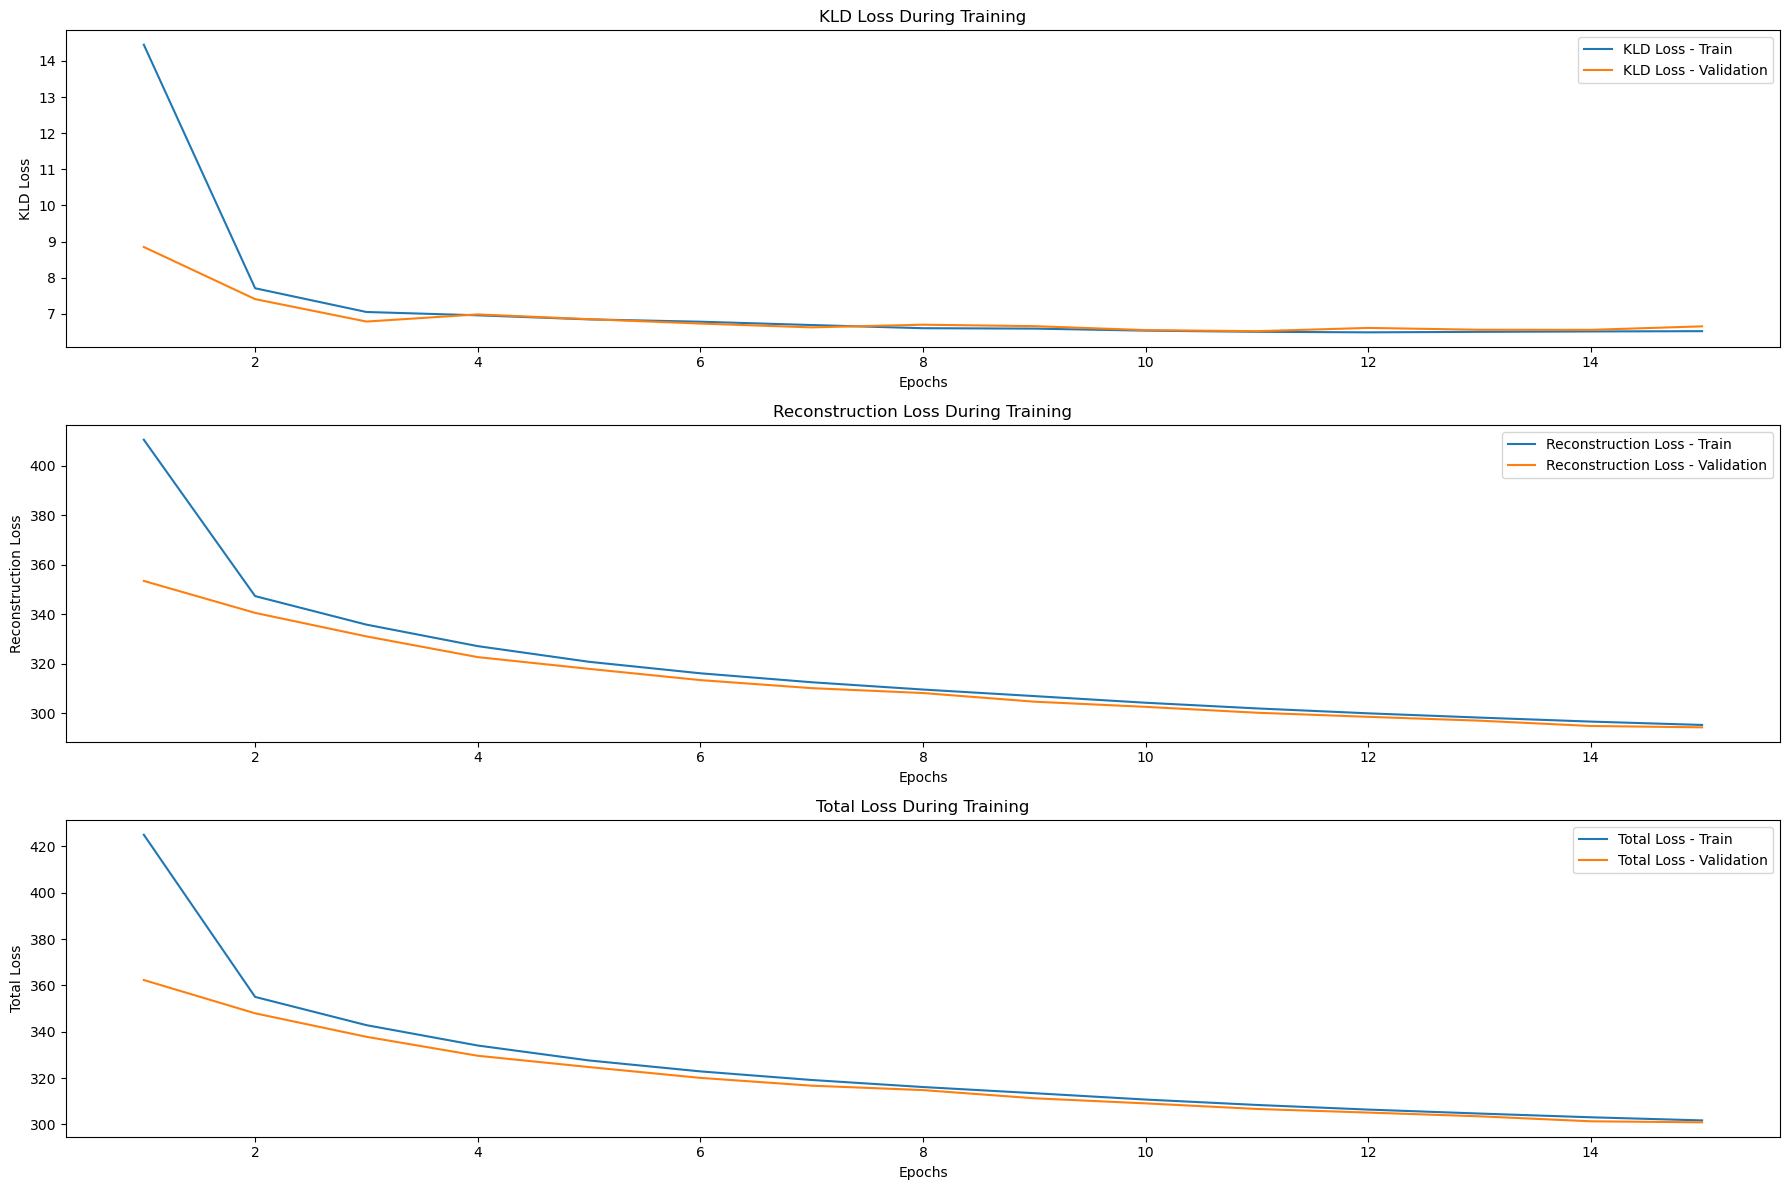 KLD Loss During Training
KLD Loss - Train
KLD Loss - Validation
14
13
12
11
10
9
8
7
KLD Loss
2 4 6 8 10 12 14
Epochs
Reconstruction Loss During Training
Reconstruction Loss - Train
Reconstruction Loss - Validation
400
380
360
340
320
300
Reconstruction Loss
2 4 6 8 10 12 14
Epochs
Total Loss During Training
Total Loss - Train
Total Loss - Validation
420
400
380
360
340
320
300
Total Loss
2 4 6 8 10 12 14
Epochs